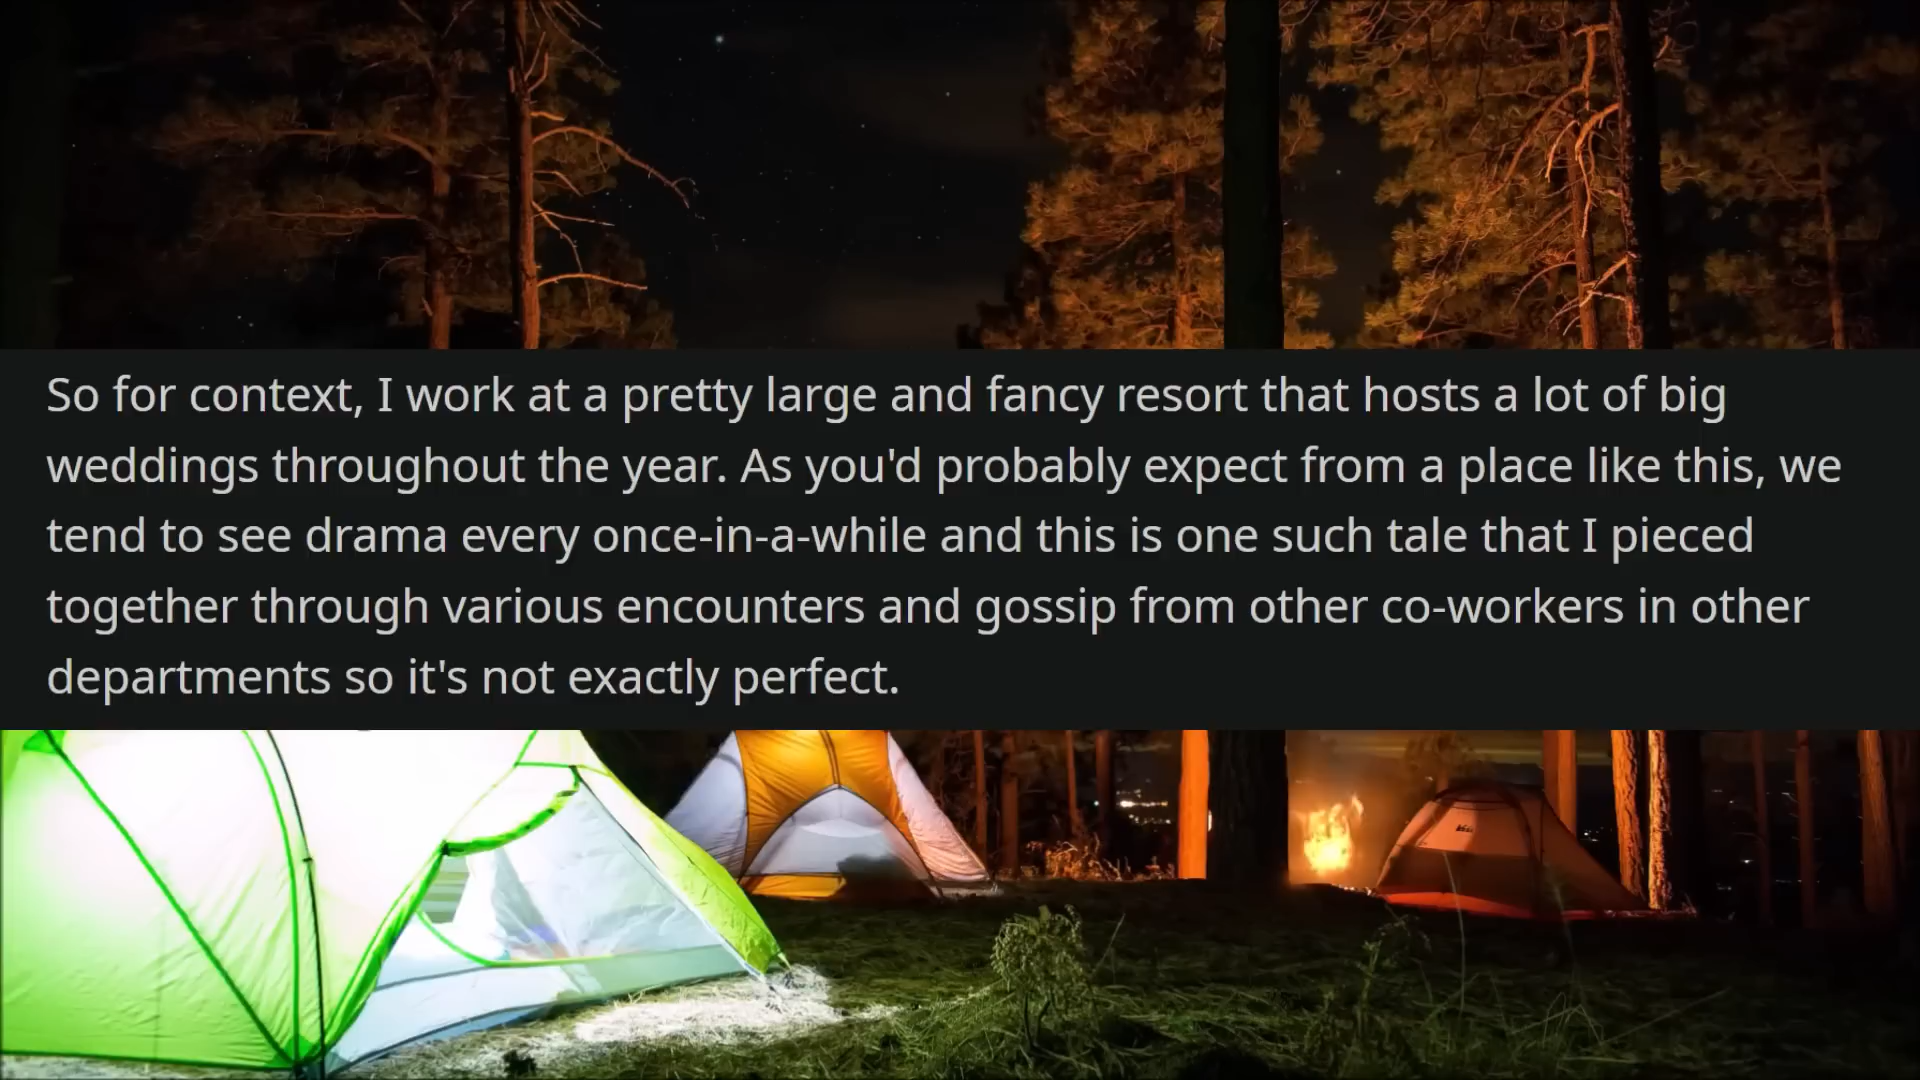 So for context, I work at a pretty large and fancy resort that hosts a lot of big
weddings throughout the year. As you'd probably expect from a place like this, we
tend to see drama every once-in-a-while and this is one such tale that I pieced
together through various encounters and gossip from other co-workers in other
departments so it's not exactly perfect.